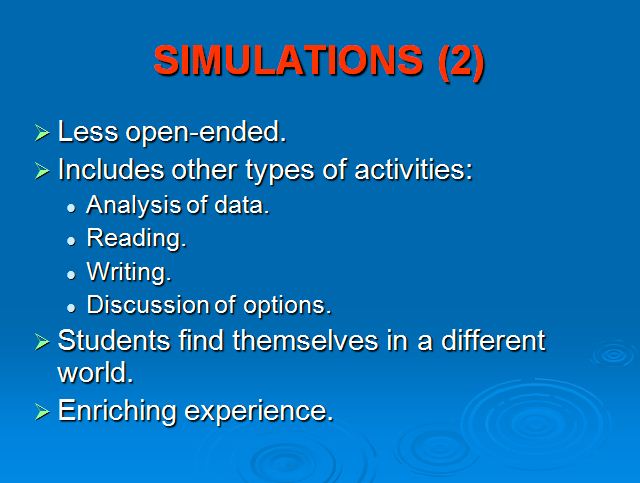 SIMULATIONS (2)
Less open-ended.
Includes other types of activities:
Analysis of data.
Reading.
Writing.
Discussion of options.
Students find themselves in a different
world.
Enriching experience.